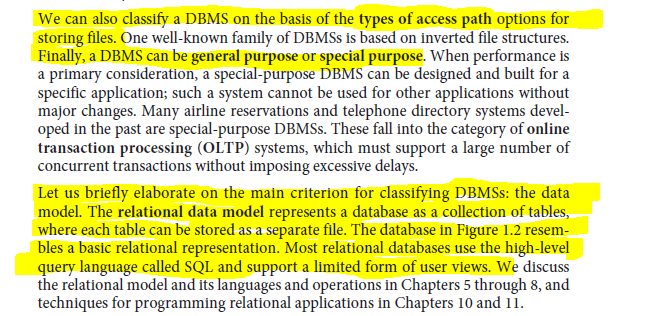 We can also classify a DBMS on the basis of the types of access path options for
storing files. One well-known family of DBMSs is based on inverted file structures.
Finally, a DBMS can be general purpose or special purpose. When performance is
a primary consideration, a special-purpose DBMS can be designed and built for a
specific application; such a system cannot be used for other applications without
major changes. Many airline reservations and telephone directory systems devel-
oped in the past are special-purpose DBMSs. These fall into the category of online
transaction processing (OLTP) systems, which must support a large number of
concurrent transactions without imposing excessive delays.
Let us briefly elaborate on the main criterion for classifying DBMSs: the data
model. The relational data model represents a database as a collection of tables,
where each table can be stored as a separate file. The database in Figure 1.2 resem-
bles a basic relational representation. Most relational databases use the high-level
query language called SQL and support a limited form of user views. We discuss
the relational model and its languages and operations in Chapters 5 through 8, and
techniques for programming relational applications in Chapters 10 and 11.